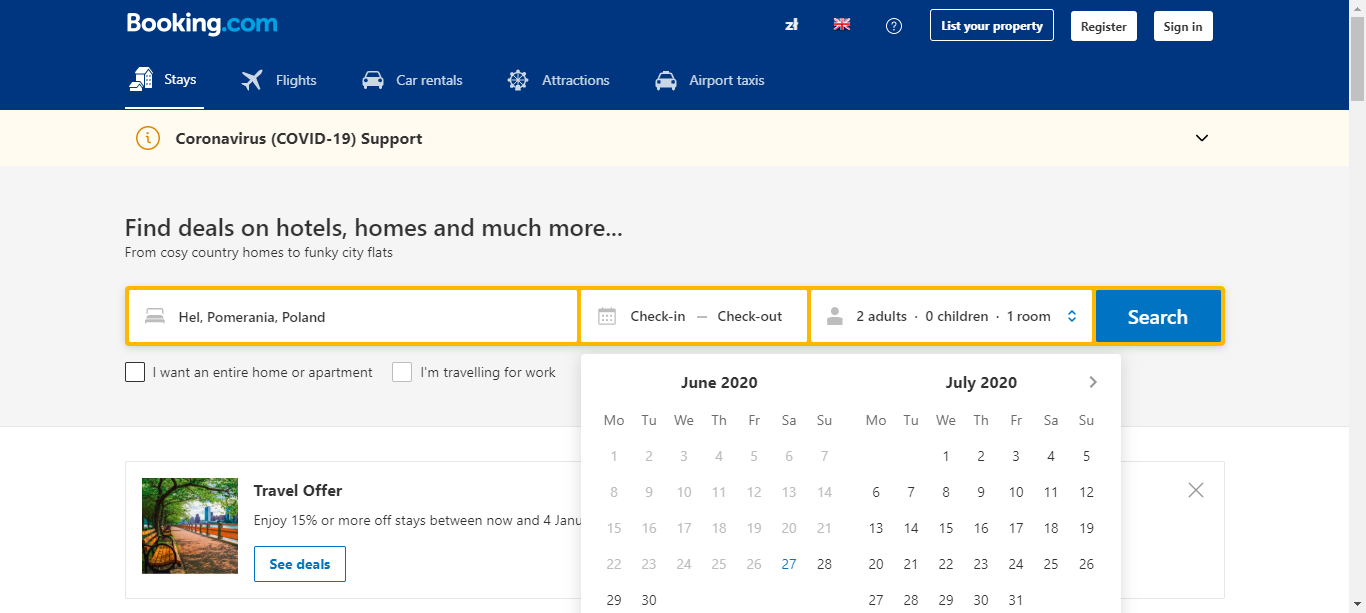 Booking.com
zł
?
List your property
Register
Sign in
Stays
Flights
Car rentals
Attractions
Airport taxis
Coronavirus (COVID-19) Support
Find deals on hotels, homes and much more...
From cosy country homes to funky city flats
Hel, Pomerania, Poland
Check-in — Check-out
2 adults · 0 children · 1 room
Search
I want an entire home or apartment
I'm travelling for work
June 2020
Mo Tu We Th Fr Sa Su
1 2 3 4 5 6 7
8 9 10 11 12 13 14
15 16 17 18 19 20 21
22 23 24 25 26 27 28
29 30
July 2020
Mo Tu We Th Fr Sa Su
1 2 3 4 5
6 7 8 9 10 11 12
13 14 15 16 17 18 19
20 21 22 23 24 25 26
27 28 29 30 31
Travel Offer
Enjoy 15% or more off stays between now and 4 Janu
See deals